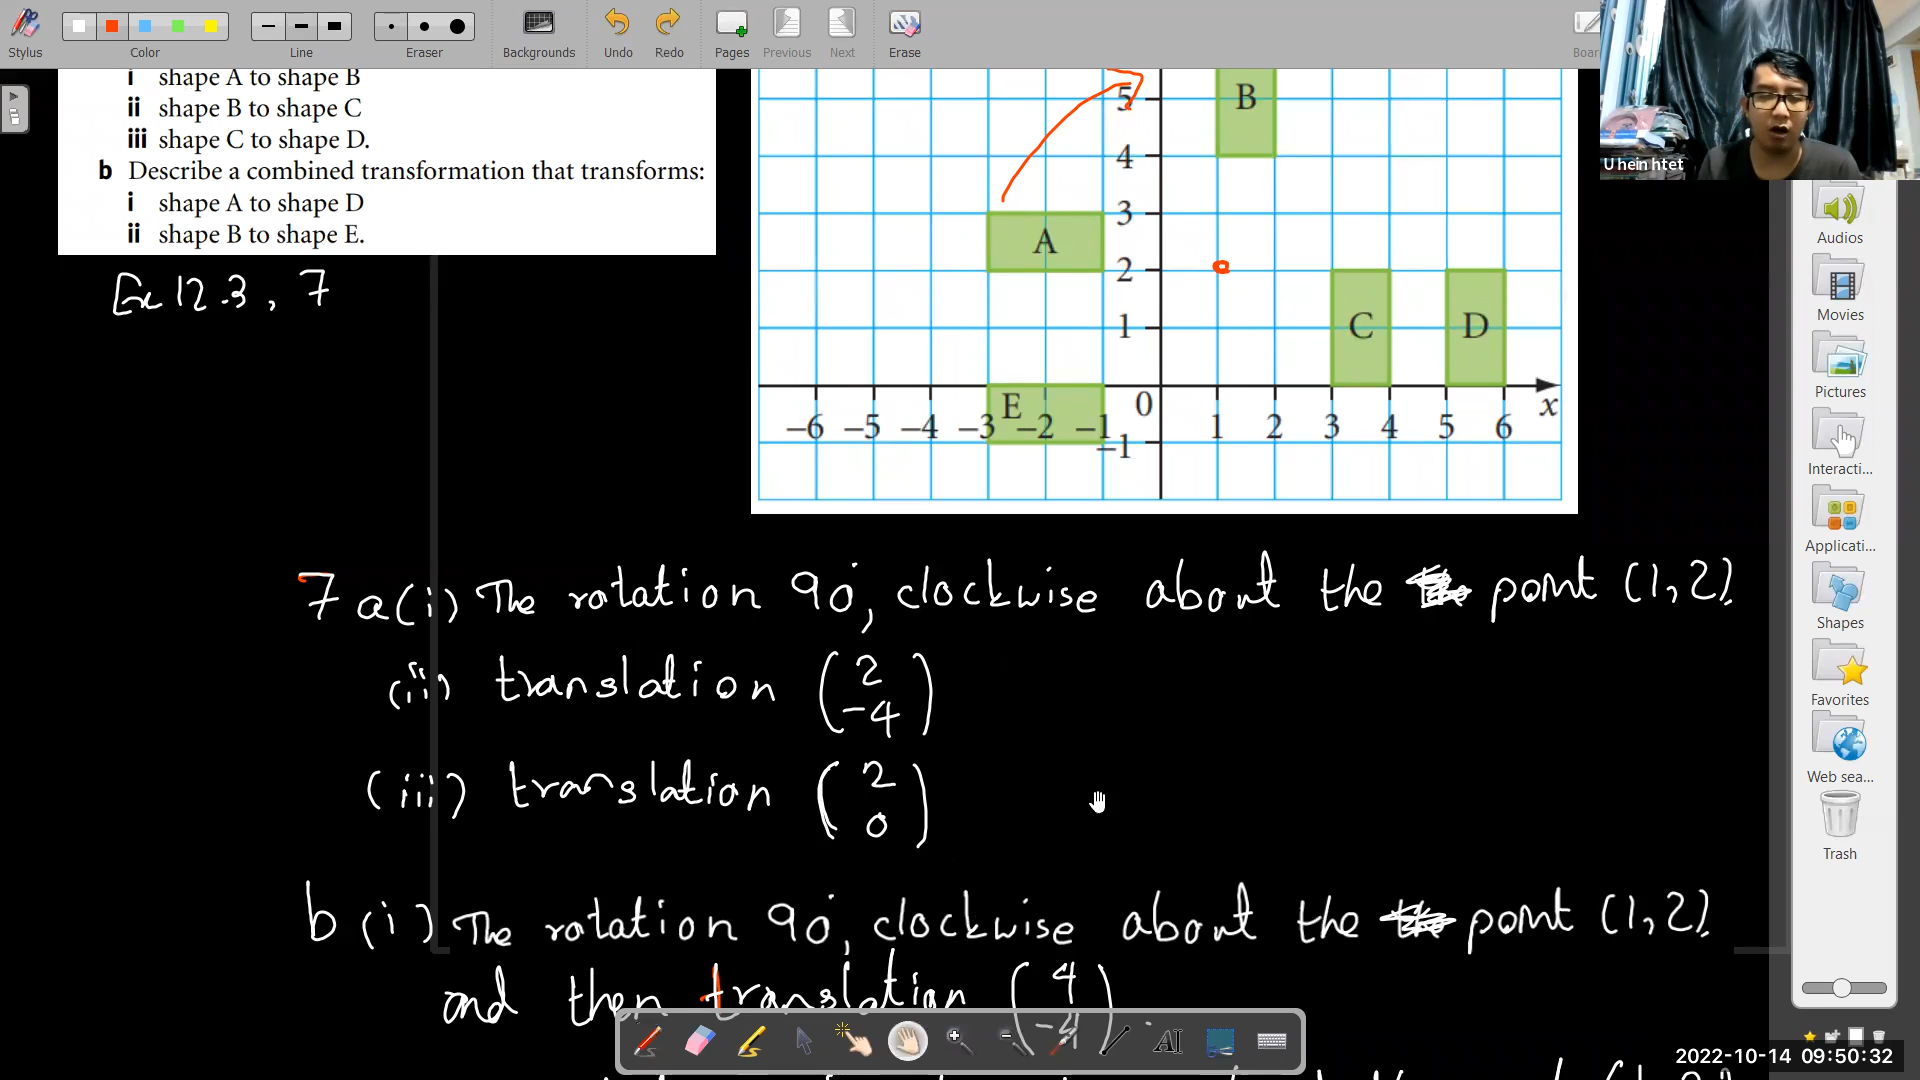 Stylus
Color
Line
Eraser
Backgrounds
Undo
Redo
Pages
Previous
Next
Erase
Boar
U hein htet
i shape A to shape B
ii shape B to shape C
iii shape C to shape D.
b Describe a combined transformation that transforms:
i shape A to shape D
ii shape B to shape E.
Ex 12.3, 7
5
B
4
3
A
2
1
C
D
E
0
x
-6 -5 -4 -3 -2 -1 1 2 3 4 5 6
-1
7 a (i) The rotation 90°, clockwise about the point (1,2).
(ii) translation (2
-4)
(iii) translation (2
0)
b (i) The rotation 90°, clockwise about the point (1,2).
and then translation (4
-4)
Audios
Movies
Pictures
Interacti...
Applicati...
Shapes
Favorites
Web sea...
Trash
2022-10-14 09:50:32